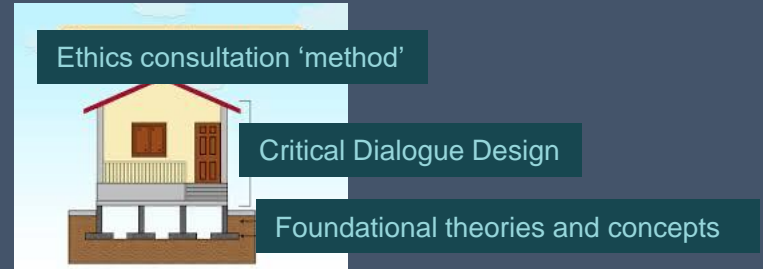 Ethics consultation ‘method’
Critical Dialogue Design
Foundational theories and concepts